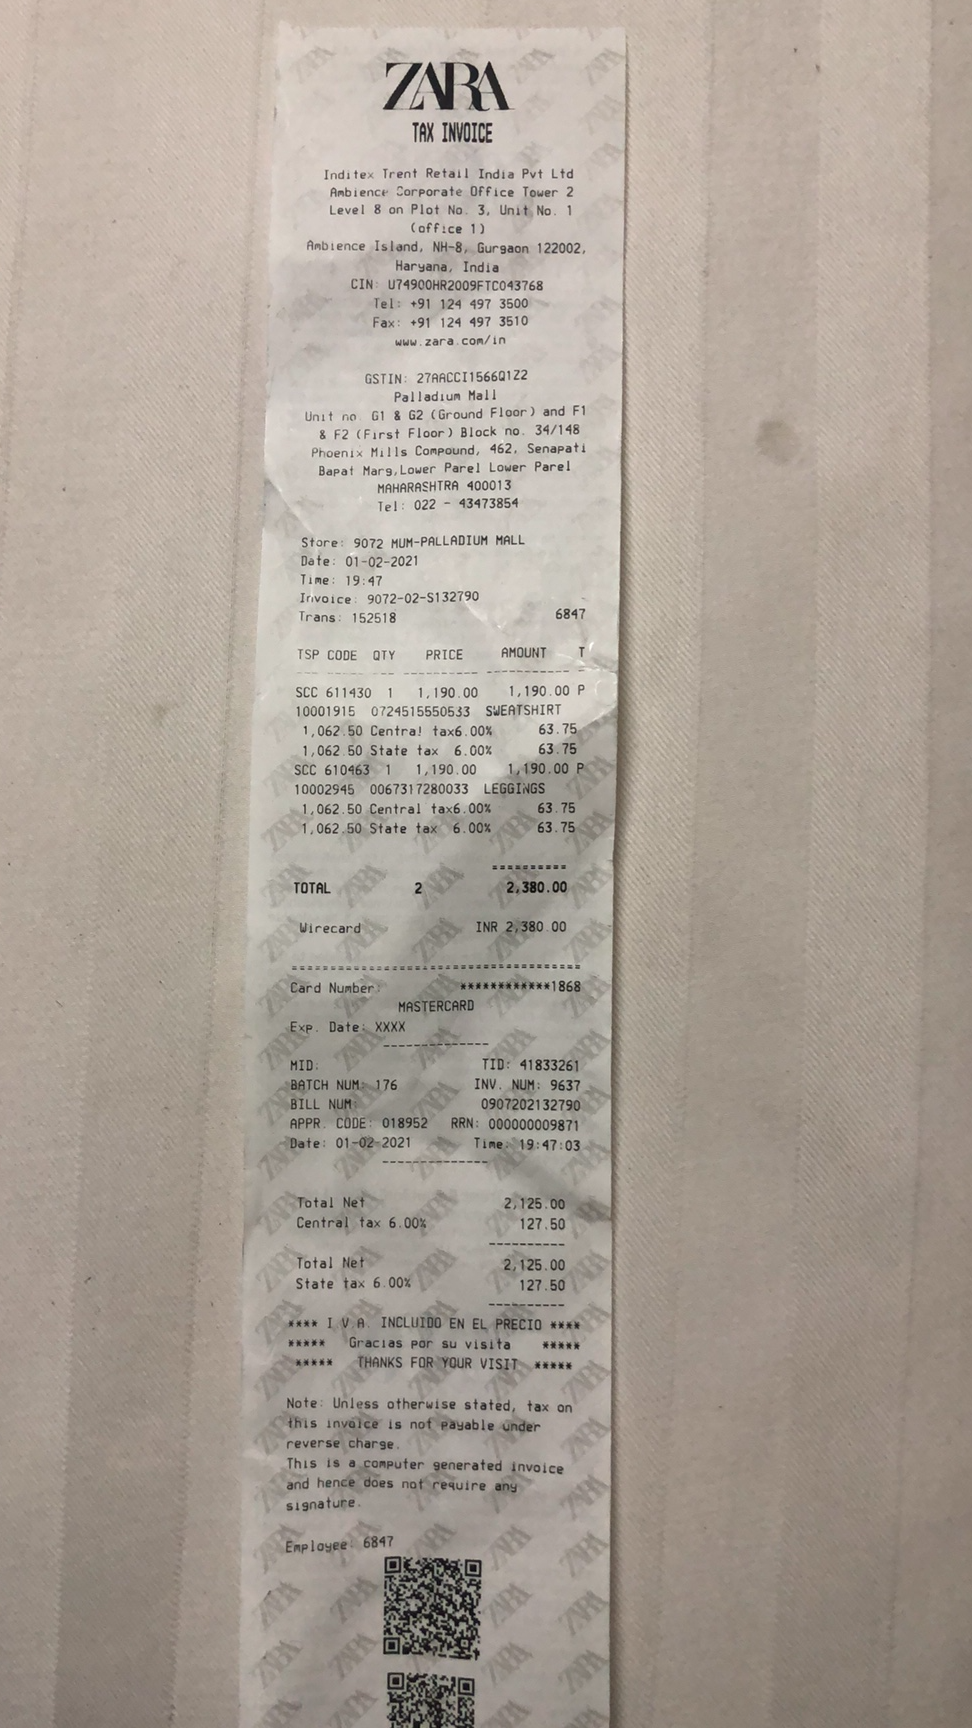 ZARA
TAX INVOICE
Inditex Trent Retail India Pvt Ltd
Ambience Corporate Office Tower 2
Level 8 on Plot No. 3, Unit No. 1
(office 1)
Ambience Island, NH-8, Gurgaon 122002,
Haryana, India
CIN: U74900HR2009FTC043768
Tel: +91 124 497 3500
Fax: +91 124 497 3510
www.zara.com/in
GSTIN: 27AACCI1566Q1Z2
Palladium Mall
Unit no. G1 & G2 (Ground Floor) and F1
& F2 (First Floor) Block no. 34/148
Phoenix Mills Compound, 462, Senapati
Bapat Marg,Lower Parel Lower Parel
MAHARASHTRA 400013
Tel: 022 - 43473854
Store: 9072 MUM-PALLADIUM MALL
Date: 01-02-2021
Time: 19:47
Invoice: 9072-02-S132790
Trans: 152518 6847
TSP CODE QTY PRICE AMOUNT T
SCC 611430 1 1,190.00 1,190.00 P
10001915 0724515550533 SWEATSHIRT
1,062.50 Central tax6.00% 63.75
1,062.50 State tax 6.00% 63.75
SCC 610463 1 1,190.00 1,190.00 P
10002945 0067317280033 LEGGINGS
1,062.50 Central tax6.00% 63.75
1,062.50 State tax 6.00% 63.75
==========
TOTAL 2 2,380.00
Wirecard INR 2,380.00
======================================
Card Number: ************1868
MASTERCARD
Exp. Date: XXXX
--------------
MID: TID: 41833261
BATCH NUM: 176 INV. NUM: 9637
BILL NUM: 0907202132790
APPR. CODE: 018952 RRN: 000000009871
Date: 01-02-2021 Time: 19:47:03
--------------
Total Net 2,125.00
Central tax 6.00% 127.50
----------
Total Net 2,125.00
State tax 6.00% 127.50
----------
**** I.V.A. INCLUIDO EN EL PRECIO ****
***** Gracias por su visita *****
***** THANKS FOR YOUR VISIT *****
Note: Unless otherwise stated, tax on
this invoice is not payable under
reverse charge.
This is a computer generated invoice
and hence does not require any
signature.
Employee: 6847